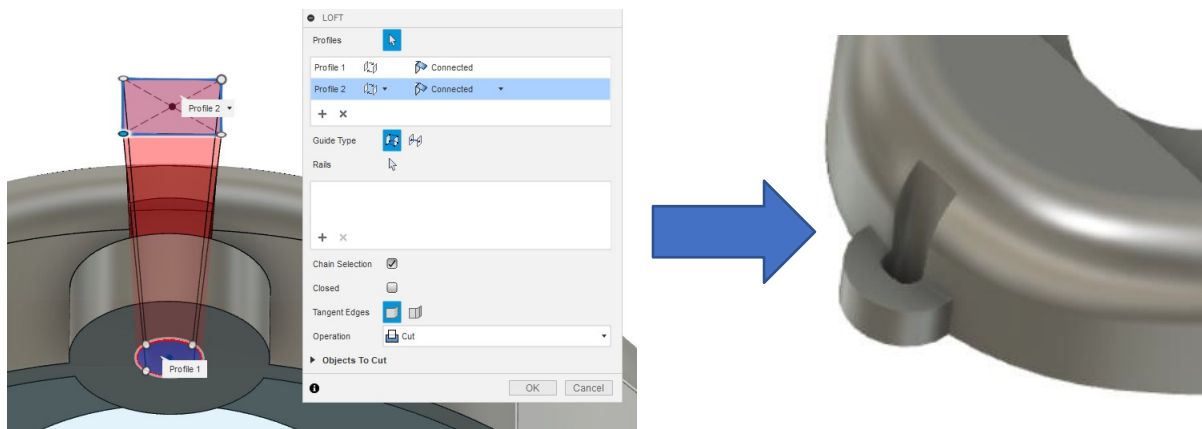 LOFT
Profiles
Profile 1 Connected
Profile 2 Connected
Guide Type
Rails
Chain Selection
Closed
Tangent Edges
Operation Cut
Objects To Cut
OK Cancel
Profile 2
Profile 1